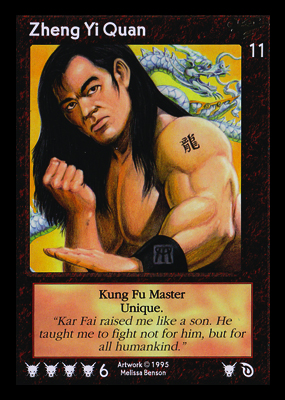 Zheng Yi Quan
11
龍
Kung Fu Master
Unique.
“Kar Fai raised me like a son. He
taught me to fight not for him, but for
all humankind.”
6
Artwork © 1995
Melissa Benson